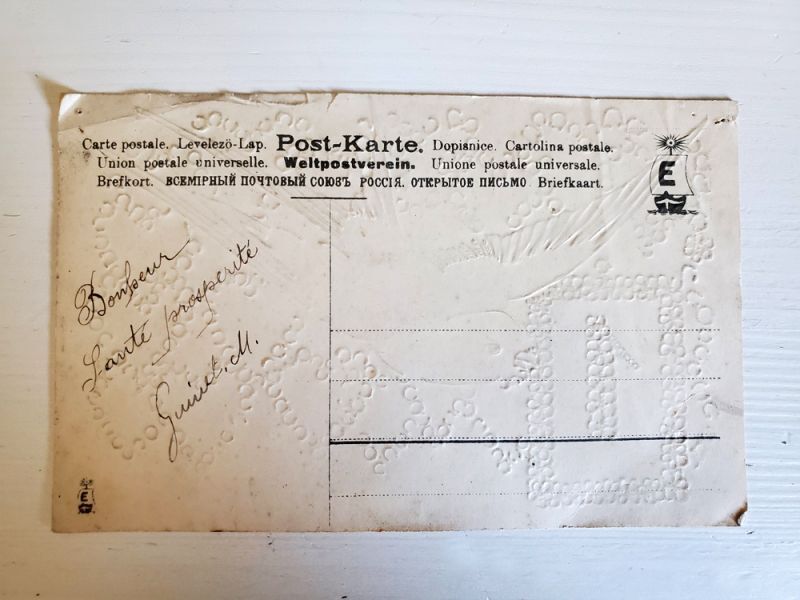 Carte postale. Levelezö-Lap. Post-Karte. Dopisnice. Cartolina postale.
Union postale universelle. Weltpostverein. Unione postale universale.
Brefkort. ВСЕМІРНЫЙ ПОЧТОВЫЙ СОЮЗЪ РОССІЯ. ОТКРЫТОЕ ПИСЬМО Briefkaart.
E
Bonheur
Santé prosperité
M.
E